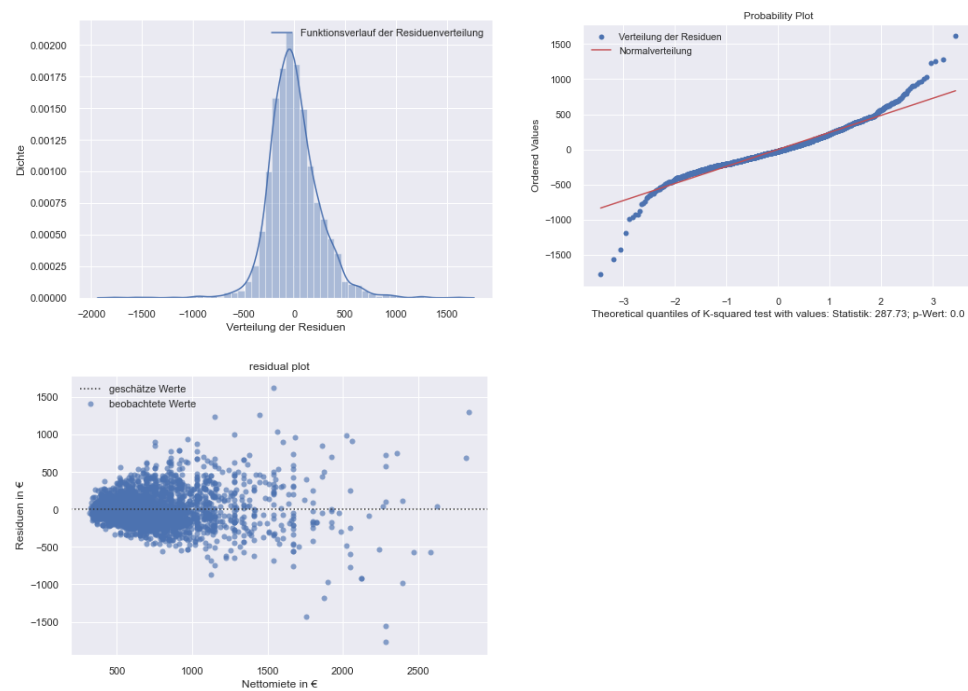 Funktionsverlauf der Residuenverteilung
0.00200
0.00175
0.00150
0.00125
0.00100
0.00075
0.00050
0.00025
0.00000
Dichte
−2000 −1500 −1000 −500 0 500 1000 1500
Verteilung der Residuen
Probability Plot
Verteilung der Residuen
Normalverteilung
1500
1000
500
0
−500
−1000
−1500
Ordered Values
−3 −2 −1 0 1 2 3
Theoretical quantiles of K-squared test with values: Statistik: 287.73; p-Wert: 0.0
residual plot
geschätze Werte
beobachtete Werte
1500
1000
500
0
−500
−1000
−1500
Residuen in €
500 1000 1500 2000 2500
Nettomiete in €